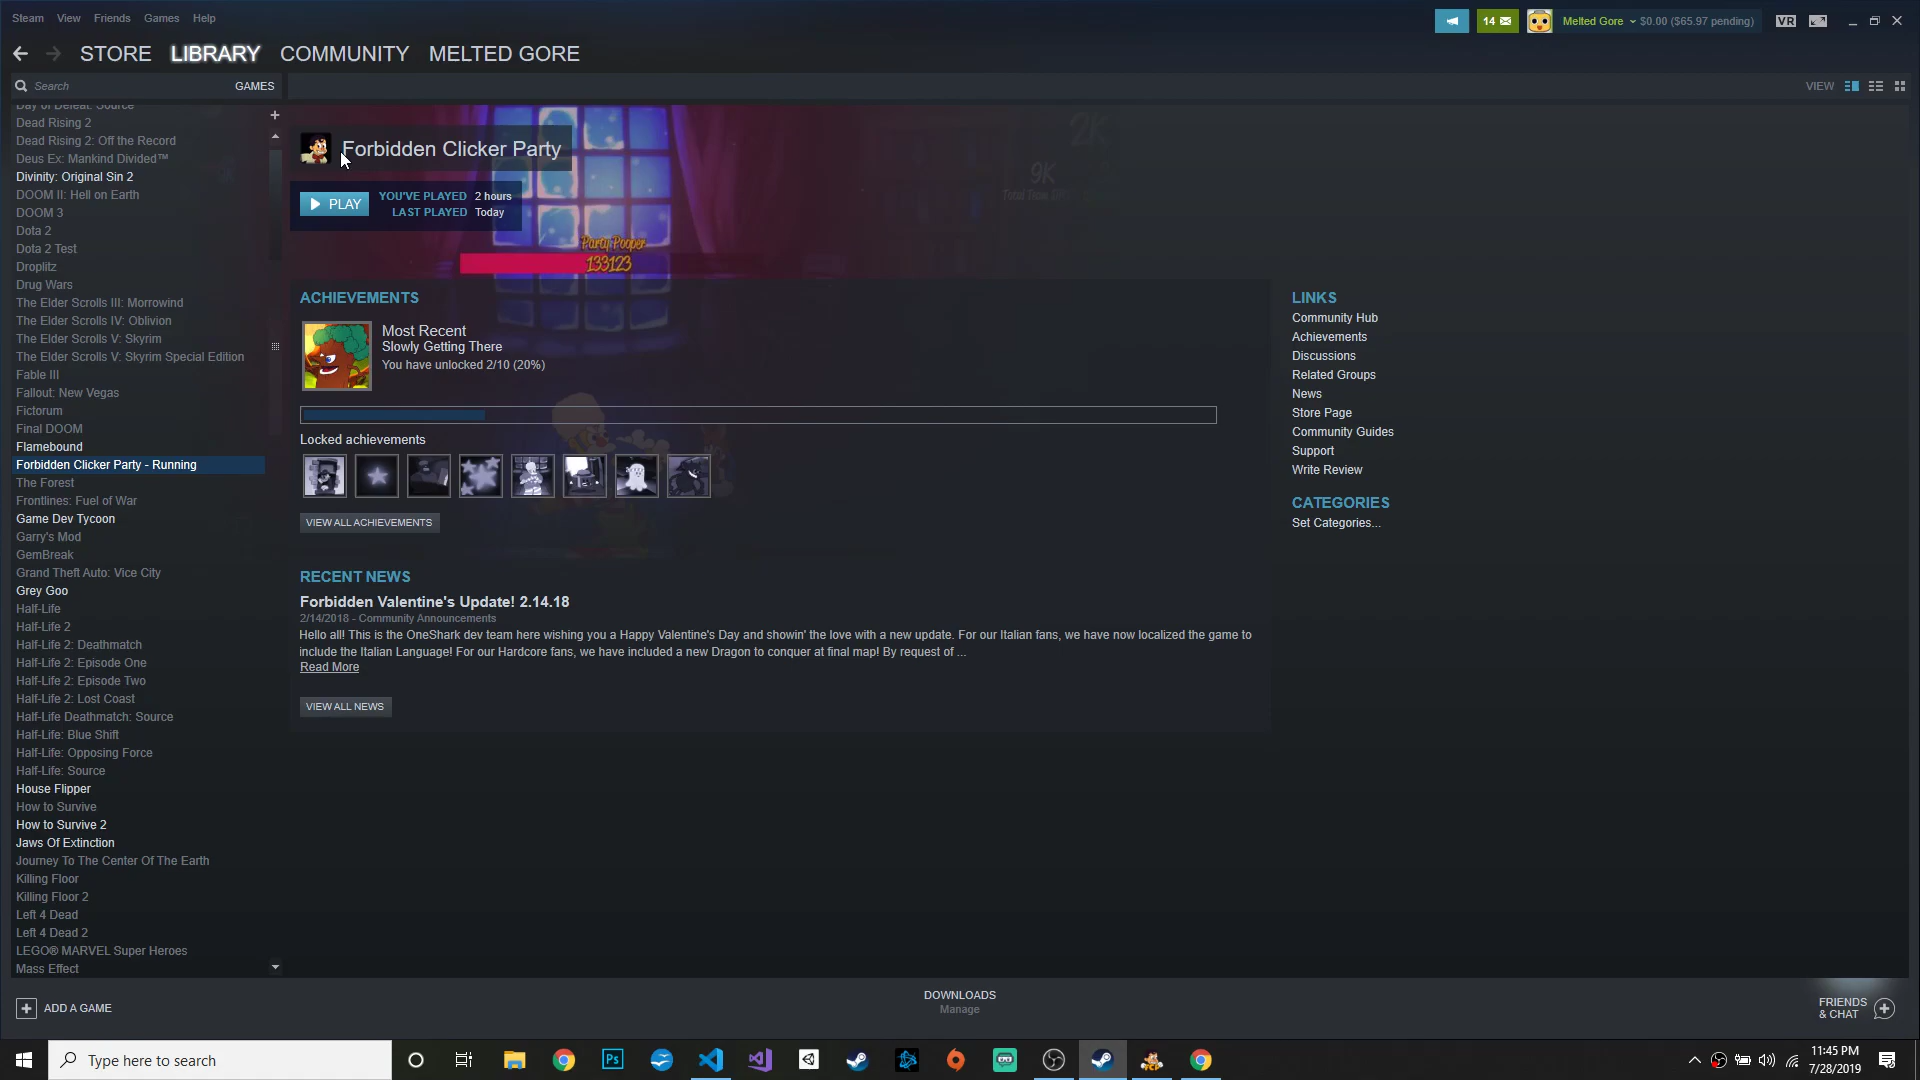 Steam View Friends Games Help
14
Melted Gore $0.00 ($65.97 pending)
VR
STORE LIBRARY COMMUNITY MELTED GORE
Search GAMES
VIEW
Day of Defeat: Source
Dead Rising 2
Dead Rising 2: Off the Record
Deus Ex: Mankind Divided™
Divinity: Original Sin 2
DOOM II: Hell on Earth
DOOM 3
Dota 2
Dota 2 Test
Droplitz
Drug Wars
The Elder Scrolls III: Morrowind
The Elder Scrolls IV: Oblivion
The Elder Scrolls V: Skyrim
The Elder Scrolls V: Skyrim Special Edition
Fable III
Fallout: New Vegas
Fictorum
Final DOOM
Flamebound
Forbidden Clicker Party - Running
The Forest
Frontlines: Fuel of War
Game Dev Tycoon
Garry's Mod
GemBreak
Grand Theft Auto: Vice City
Grey Goo
Half-Life
Half-Life 2
Half-Life 2: Deathmatch
Half-Life 2: Episode One
Half-Life 2: Episode Two
Half-Life 2: Lost Coast
Half-Life Deathmatch: Source
Half-Life: Blue Shift
Half-Life: Opposing Force
Half-Life: Source
House Flipper
How to Survive
How to Survive 2
Jaws Of Extinction
Journey To The Center Of The Earth
Killing Floor
Killing Floor 2
Left 4 Dead
Left 4 Dead 2
LEGO® MARVEL Super Heroes
Mass Effect
Forbidden Clicker Party
PLAY
YOU'VE PLAYED 2 hours
LAST PLAYED Today
2K
9K
Party Pooper
133123
ACHIEVEMENTS
Most Recent
Slowly Getting There
You have unlocked 2/10 (20%)
Locked achievements
VIEW ALL ACHIEVEMENTS
RECENT NEWS
Forbidden Valentine's Update! 2.14.18
2/14/2018 - Community Announcements
Hello all! This is the OneShark dev team here wishing you a Happy Valentine's Day and showin' the love with a new update. For our Italian fans, we have now localized the game to
include the Italian Language! For our Hardcore fans, we have included a new Dragon to conquer at final map! By request of ...
Read More
VIEW ALL NEWS
LINKS
Community Hub
Achievements
Discussions
Related Groups
News
Store Page
Community Guides
Support
Write Review
CATEGORIES
Set Categories...
ADD A GAME
DOWNLOADS
Manage
FRIENDS
& CHAT
Type here to search
Ps
11:45 PM
7/28/2019